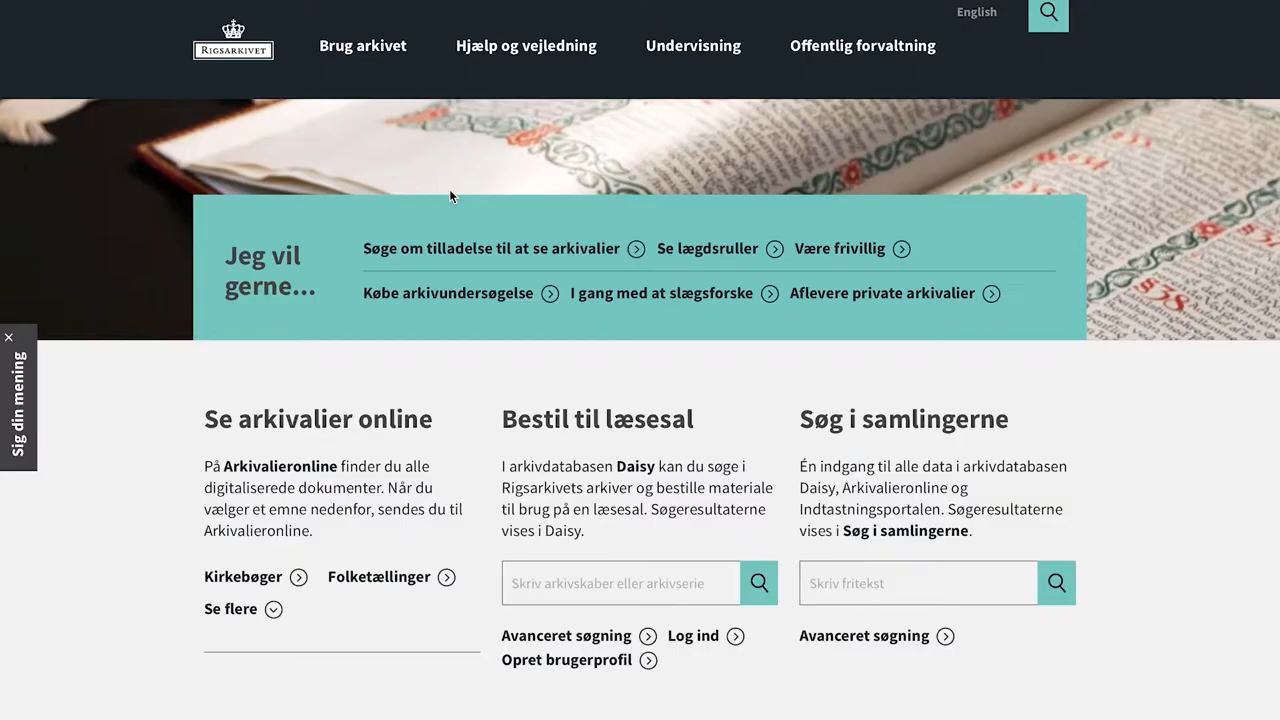 English
RIGSARKIVET
Brug arkivet
Hjælp og vejledning
Undervisning
Offentlig forvaltning
Jeg vil
gerne...
Søge om tilladelse til at se arkivalier
Se lægdsruller
Være frivillig
Købe arkivundersøgelse
I gang med at slægsforske
Aflevere private arkivalier
Sig din mening
Se arkivalier online
På Arkivalieronline finder du alle
digitaliserede dokumenter. Når du
vælger et emne nedenfor, sendes du til
Arkivalieronline.
Kirkebøger
Folketællinger
Se flere
Bestil til læsesal
I arkivdatabasen Daisy kan du søge i
Rigsarkivets arkiver og bestille materiale
til brug på en læsesal. Søgeresultaterne
vises i Daisy.
Skriv arkivskaber eller arkivserie
Avanceret søgning
Log ind
Opret brugerprofil
Søg i samlingerne
Én indgang til alle data i arkivdatabasen
Daisy, Arkivalieronline og
Indtastningsportalen. Søgeresultaterne
vises i Søg i samlingerne.
Skriv fritekst
Avanceret søgning